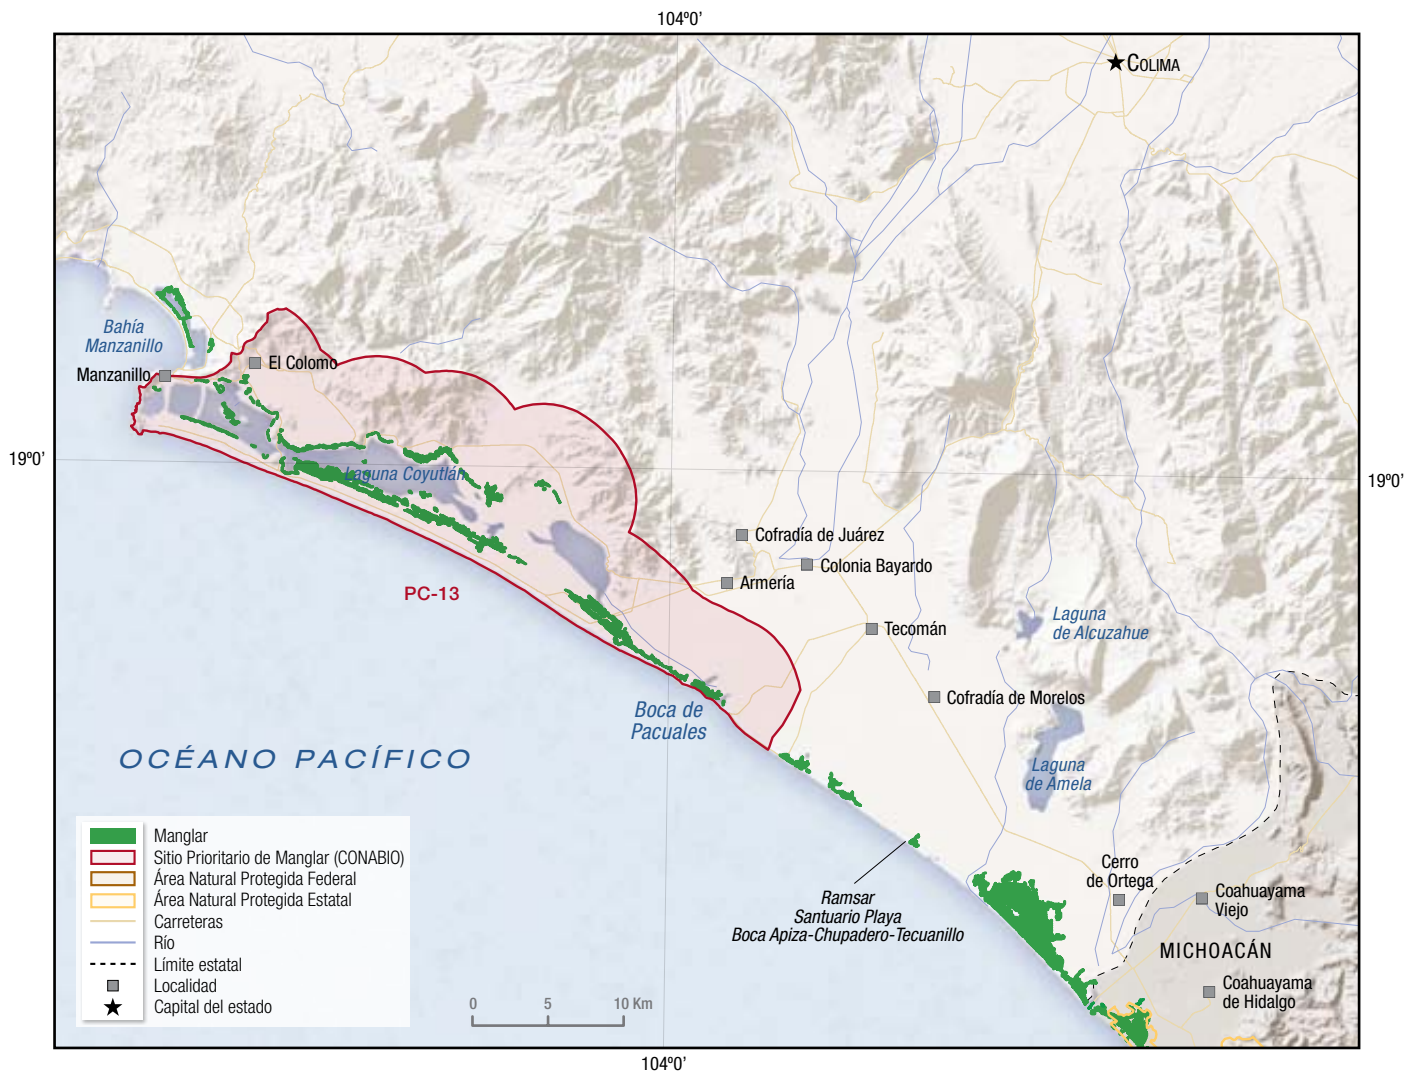 104º0’
COLIMA
Bahía
Manzanillo
Manzanillo
El Colomo
19º0’
Laguna Coyutlán
19º0’
Cofradía de Juárez
Colonia Bayardo
PC-13
Armería
Laguna
de Alcuzahue
Tecomán
Cofradía de Morelos
Boca de
Pacuales
OCÉANO PACÍFICO
Laguna
de Amela
Manglar
Sitio Prioritario de Manglar (CONABIO)
Área Natural Protegida Federal
Área Natural Protegida Estatal
Carreteras
Río
Límite estatal
Localidad
Capital del estado
Cerro
de Ortega
Coahuayama
Viejo
Ramsar
Santuario Playa
Boca Apiza-Chupadero-Tecuanillo
MICHOACÁN
Coahuayama
de Hidalgo
0 5 10 Km
104º0’